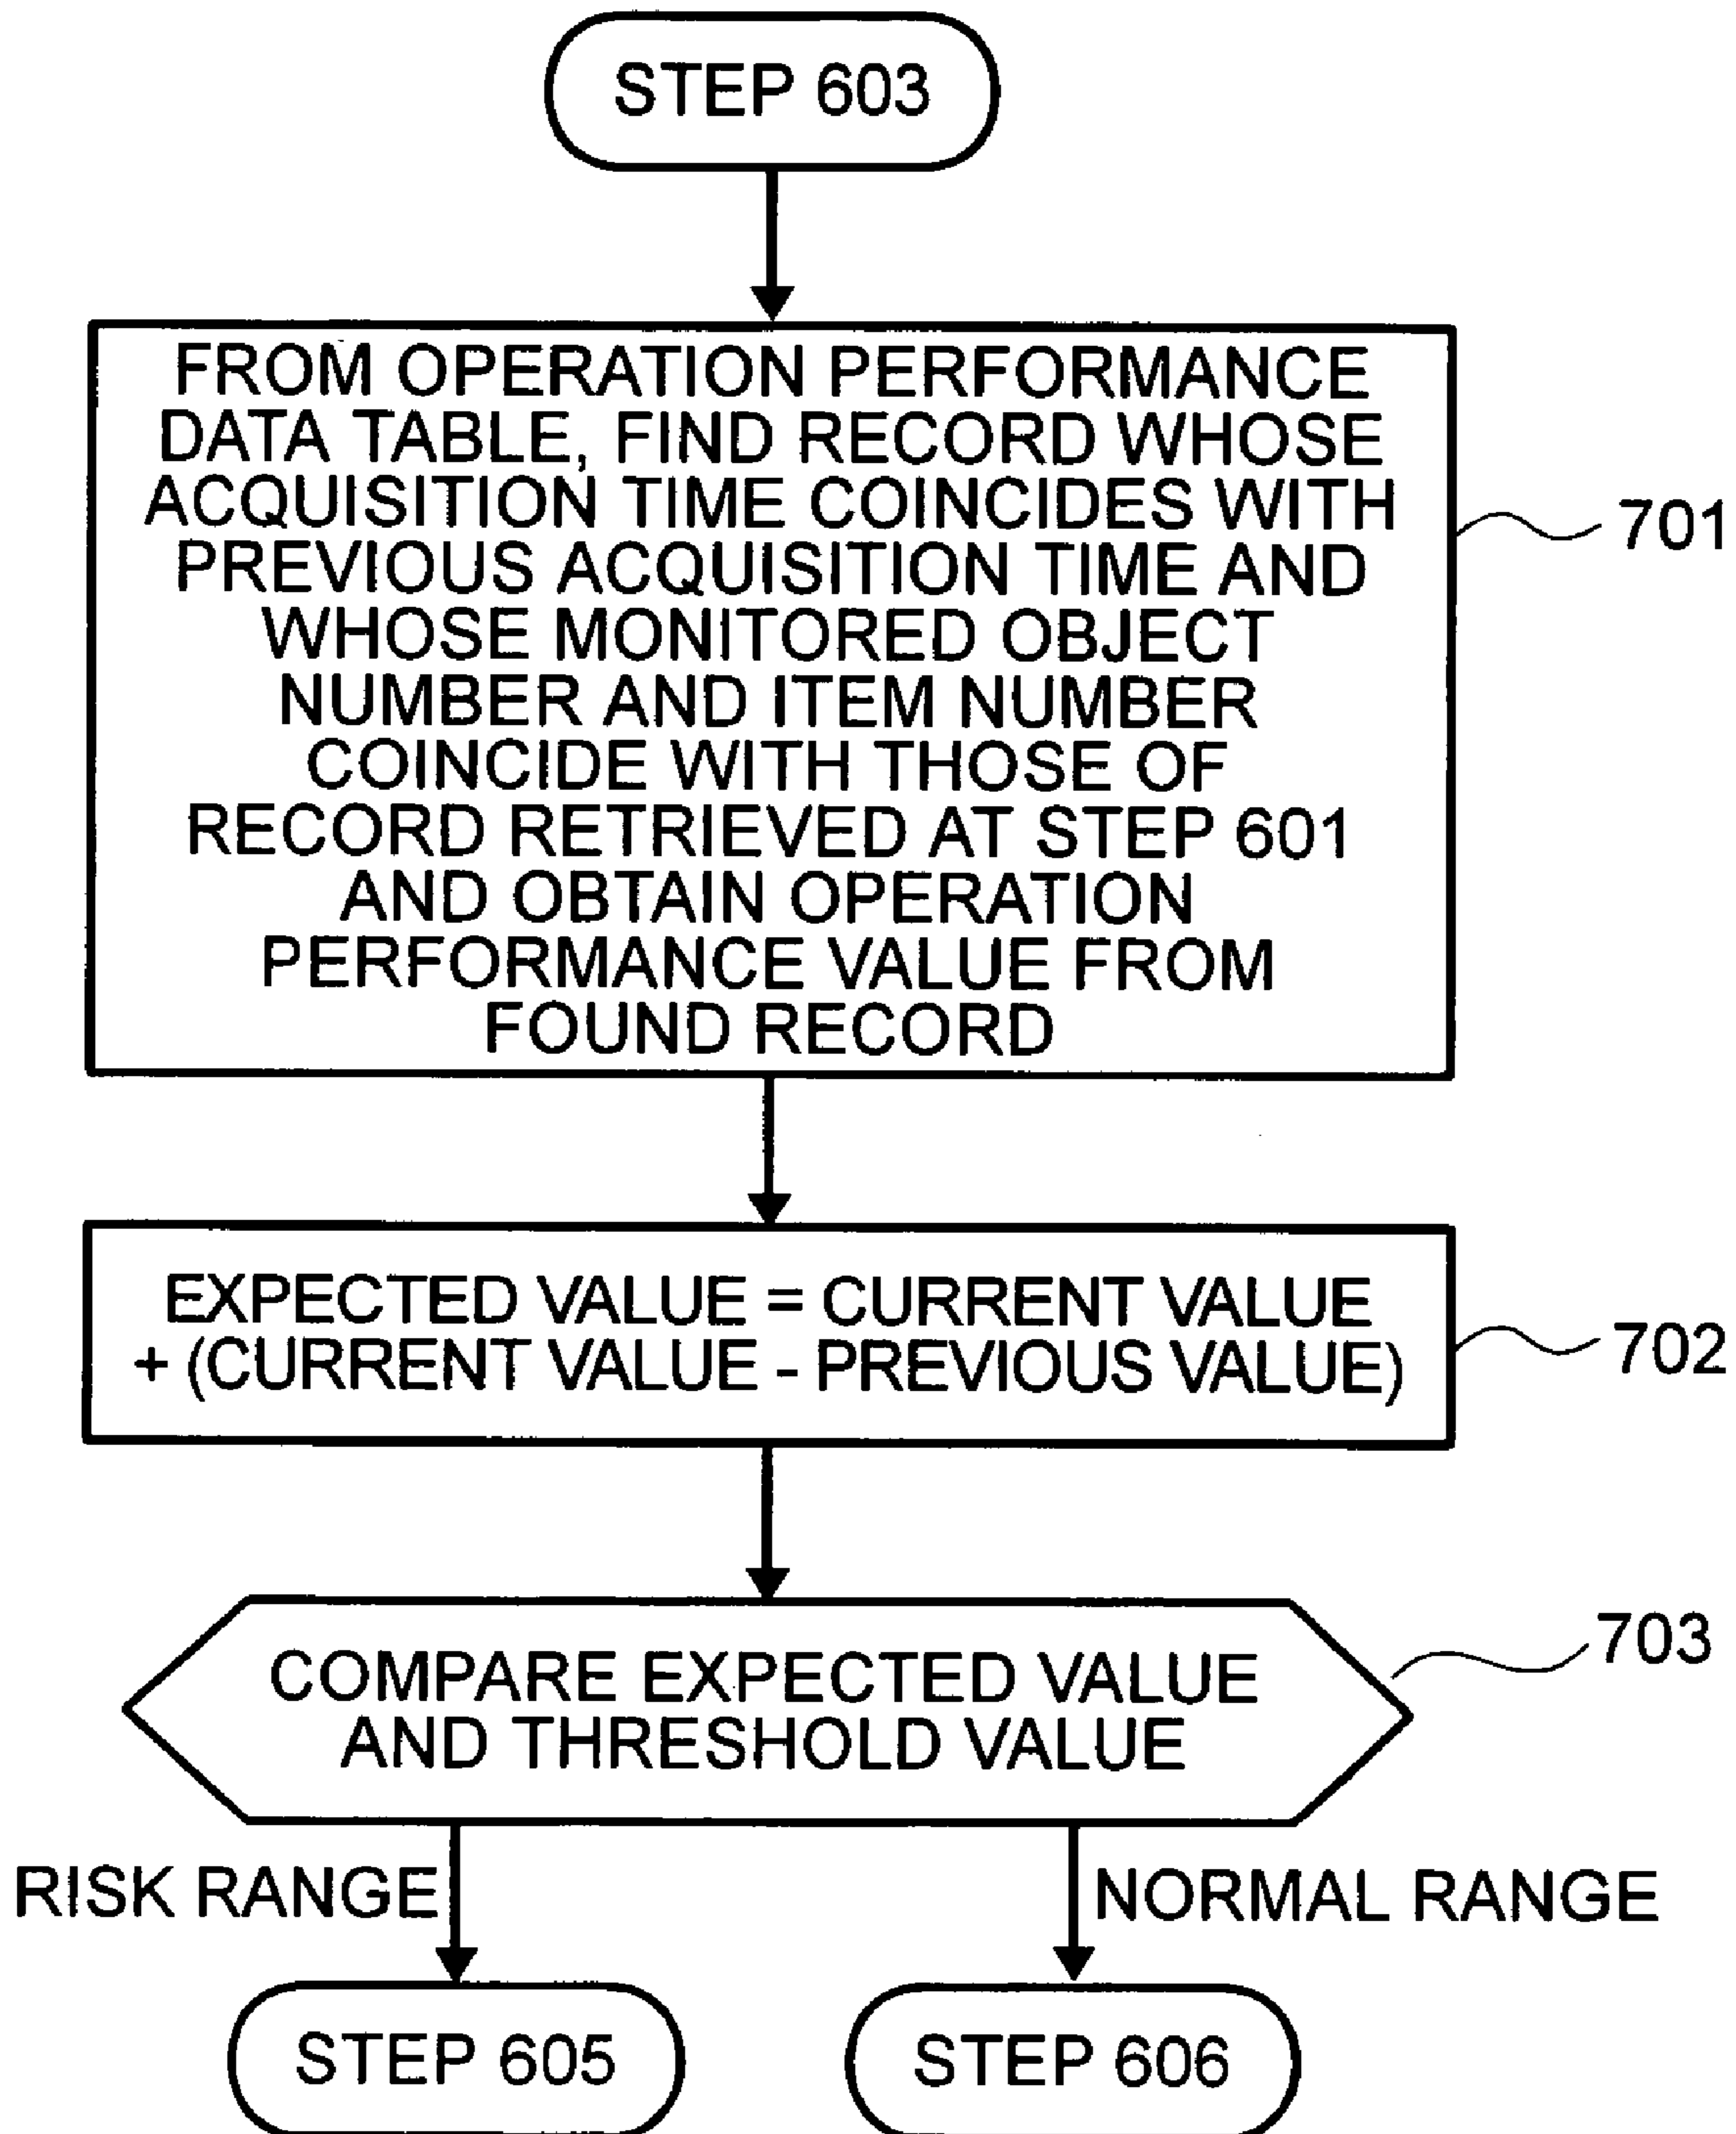 STEP 603
FROM OPERATION PERFORMANCE
DATA TABLE, FIND RECORD WHOSE
ACQUISITION TIME COINCIDES WITH
PREVIOUS ACQUISITION TIME AND
WHOSE MONITORED OBJECT
NUMBER AND ITEM NUMBER
COINCIDE WITH THOSE OF
RECORD RETRIEVED AT STEP 601
AND OBTAIN OPERATION
PERFORMANCE VALUE FROM
FOUND RECORD
701
EXPECTED VALUE = CURRENT VALUE
+ (CURRENT VALUE - PREVIOUS VALUE)
702
COMPARE EXPECTED VALUE
AND THRESHOLD VALUE
703
RISK RANGE
NORMAL RANGE
STEP 605
STEP 606